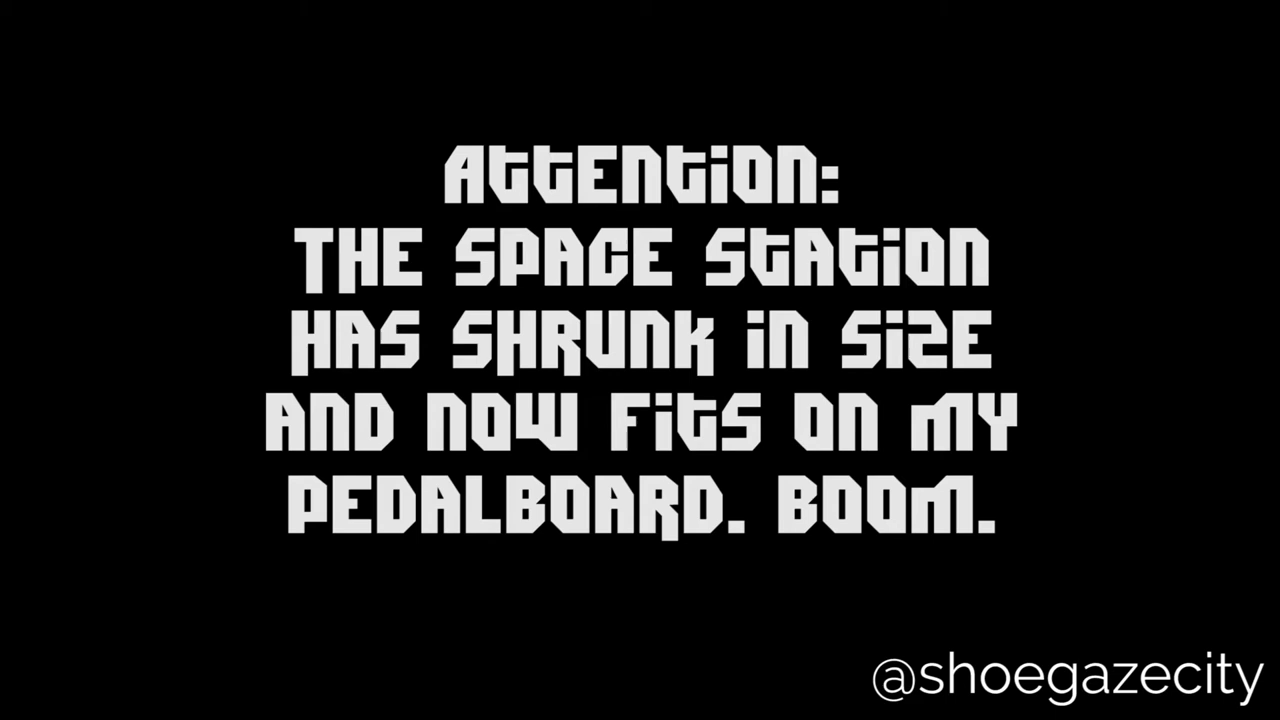 ATTENTION:
THE SPACE STATION
HAS SHRUNK IN SIZE
AND NOW FITS ON MY
PEDALBOARD. BOOM.
@shoegazecity